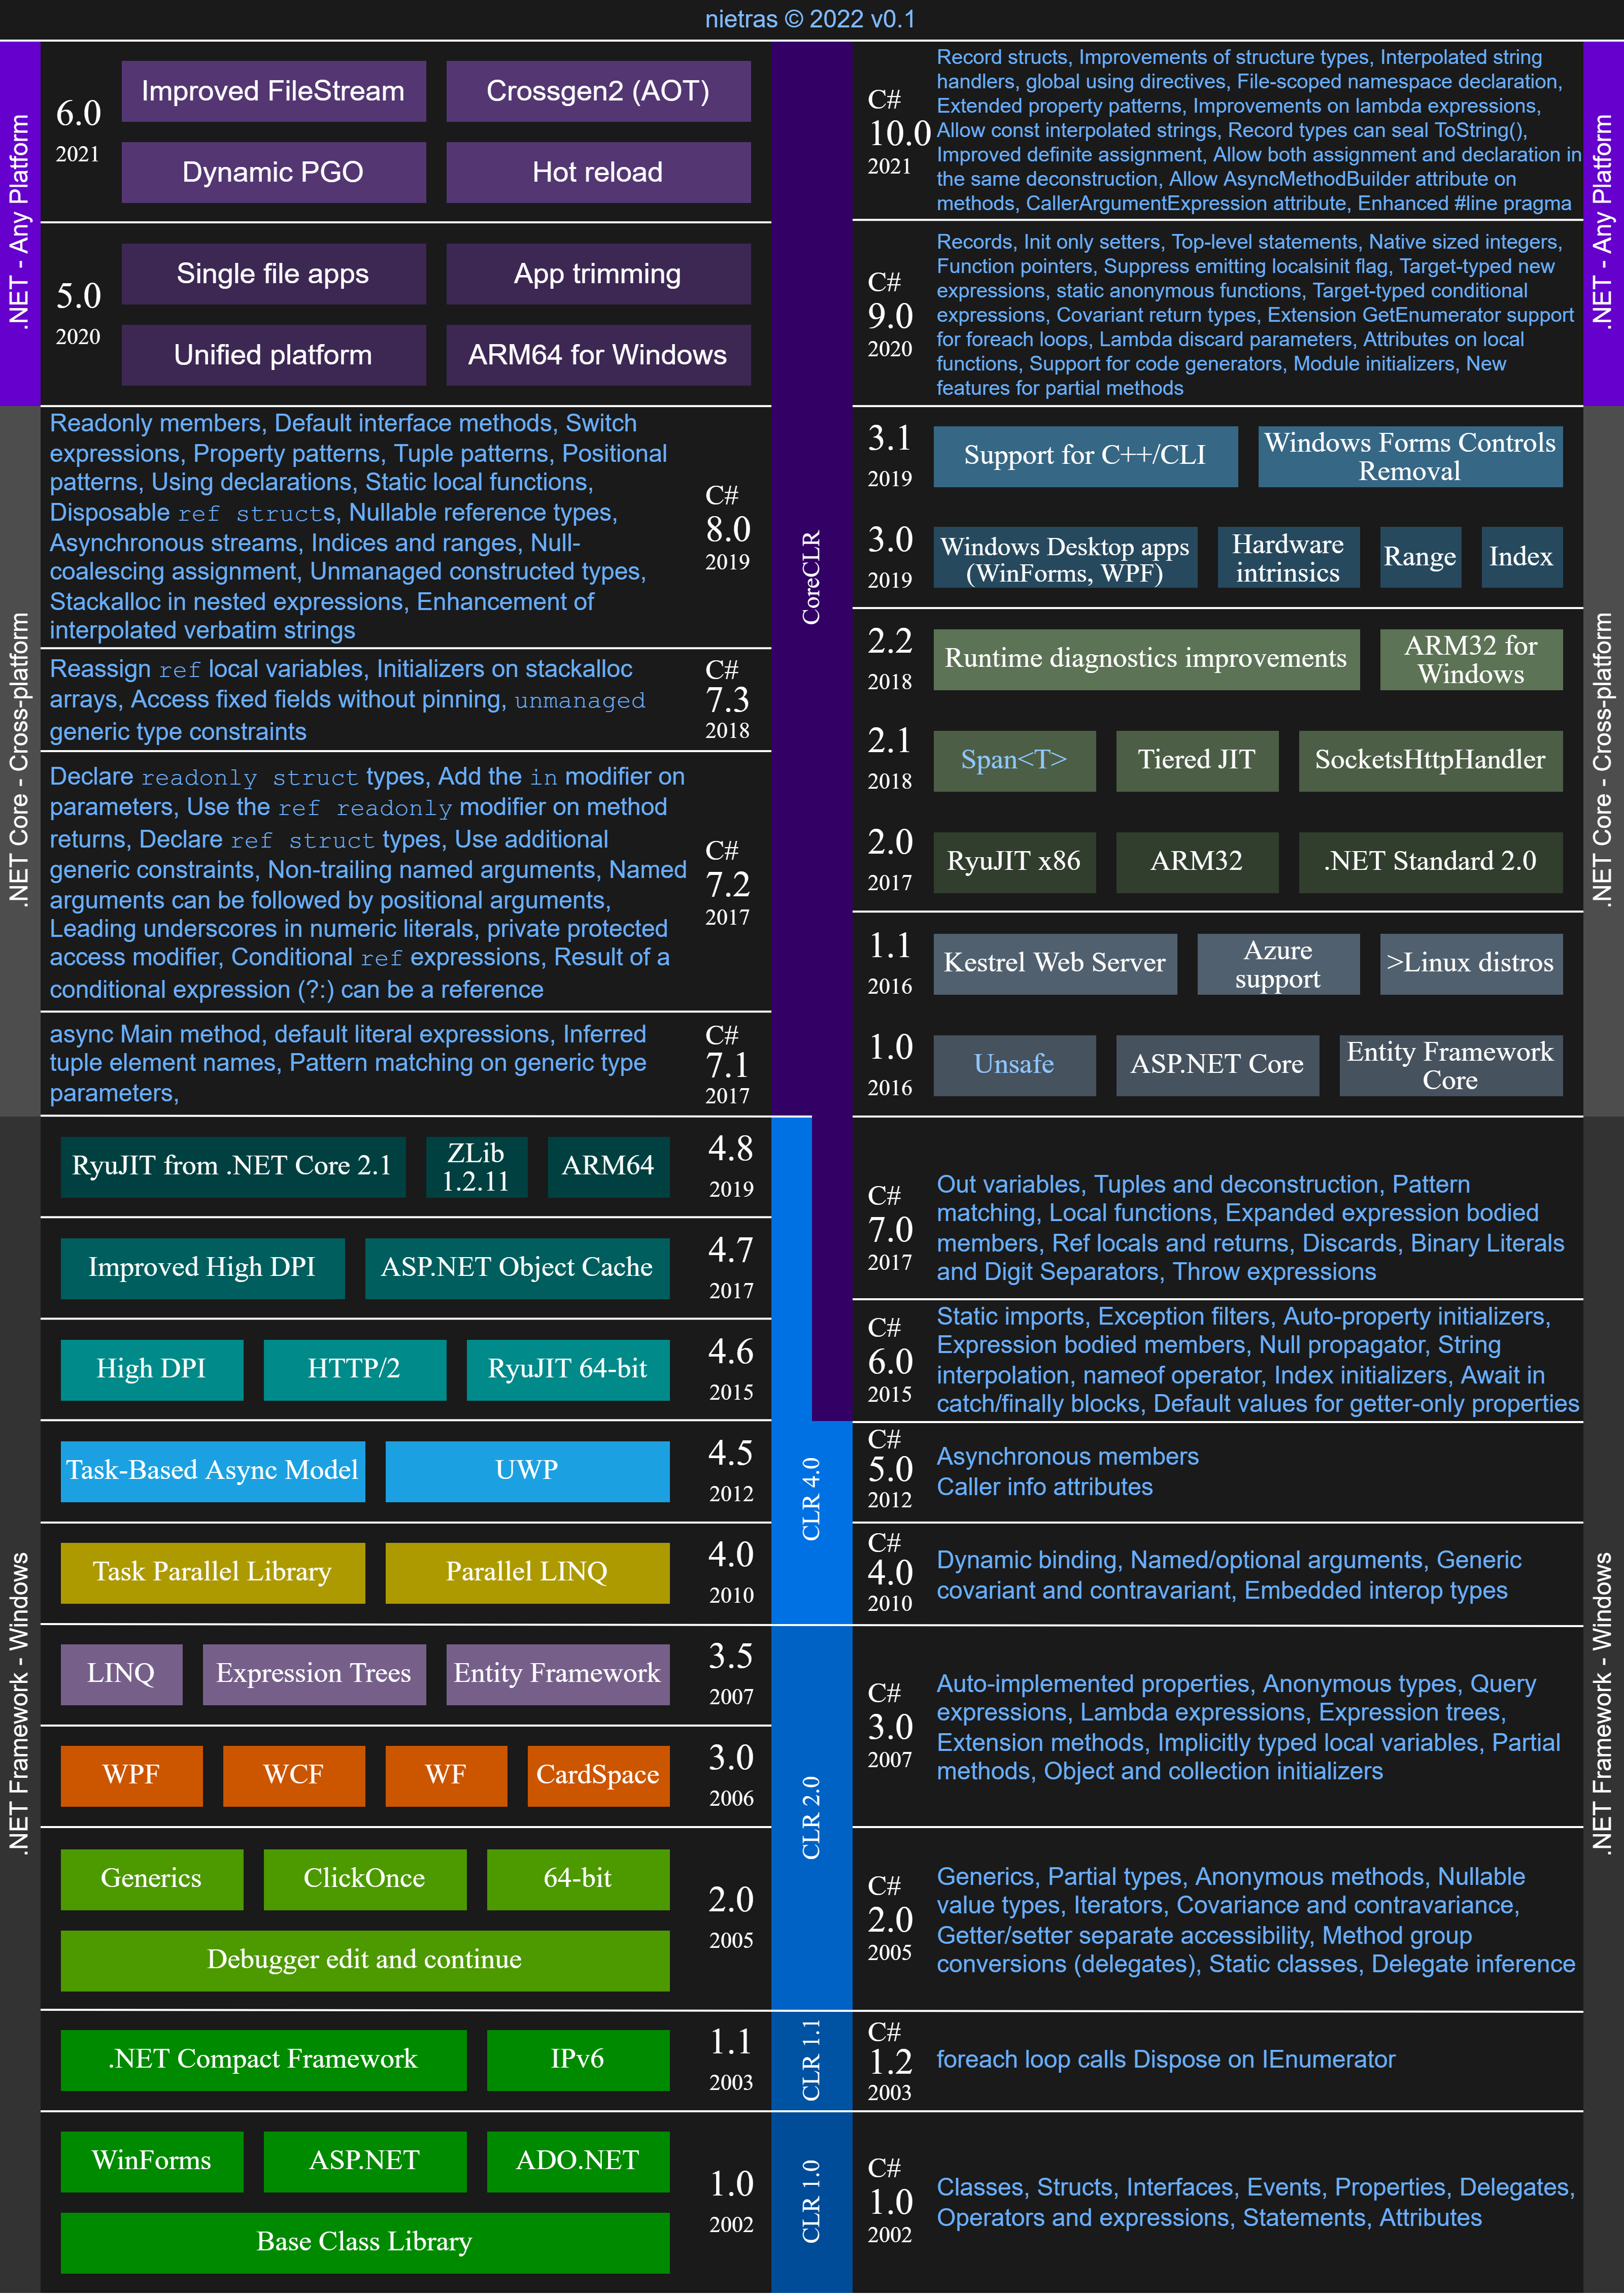 nietras © 2022 v0.1
.NET - Any Platform
6.0
2021
Improved FileStream
Crossgen2 (AOT)
Dynamic PGO
Hot reload
5.0
2020
Single file apps
App trimming
Unified platform
ARM64 for Windows
C#
10.0
2021
Record structs, Improvements of structure types, Interpolated string
handlers, global using directives, File-scoped namespace declaration,
Extended property patterns, Improvements on lambda expressions,
Allow const interpolated strings, Record types can seal ToString(),
Improved definite assignment, Allow both assignment and declaration in
the same deconstruction, Allow AsyncMethodBuilder attribute on
methods, CallerArgumentExpression attribute, Enhanced #line pragma
C#
9.0
2020
Records, Init only setters, Top-level statements, Native sized integers,
Function pointers, Suppress emitting localsinit flag, Target-typed new
expressions, static anonymous functions, Target-typed conditional
expressions, Covariant return types, Extension GetEnumerator support
for foreach loops, Lambda discard parameters, Attributes on local
functions, Support for code generators, Module initializers, New
features for partial methods
.NET - Any Platform
.NET Core - Cross-platform
Readonly members, Default interface methods, Switch
expressions, Property patterns, Tuple patterns, Positional
patterns, Using declarations, Static local functions,
Disposable ref structs, Nullable reference types,
Asynchronous streams, Indices and ranges, Null-
coalescing assignment, Unmanaged constructed types,
Stackalloc in nested expressions, Enhancement of
interpolated verbatim strings
C#
8.0
2019
Reassign ref local variables, Initializers on stackalloc
arrays, Access fixed fields without pinning, unmanaged
generic type constraints
C#
7.3
2018
Declare readonly struct types, Add the in modifier on
parameters, Use the ref readonly modifier on method
returns, Declare ref struct types, Use additional
generic constraints, Non-trailing named arguments, Named
arguments can be followed by positional arguments,
Leading underscores in numeric literals, private protected
access modifier, Conditional ref expressions, Result of a
conditional expression (?:) can be a reference
C#
7.2
2017
async Main method, default literal expressions, Inferred
tuple element names, Pattern matching on generic type
parameters,
C#
7.1
2017
CoreCLR
3.1
2019
Support for C++/CLI
Windows Forms Controls
Removal
3.0
2019
Windows Desktop apps
(WinForms, WPF)
Hardware
intrinsics
Range
Index
2.2
2018
Runtime diagnostics improvements
ARM32 for
Windows
2.1
2018
Span<T>
Tiered JIT
SocketsHttpHandler
2.0
2017
RyuJIT x86
ARM32
.NET Standard 2.0
1.1
2016
Kestrel Web Server
Azure
support
>Linux distros
1.0
2016
Unsafe
ASP.NET Core
Entity Framework
Core
.NET Core - Cross-platform
.NET Framework - Windows
RyuJIT from .NET Core 2.1
ZLib
1.2.11
ARM64
4.8
2019
Improved High DPI
ASP.NET Object Cache
4.7
2017
High DPI
HTTP/2
RyuJIT 64-bit
4.6
2015
Task-Based Async Model
UWP
4.5
2012
Task Parallel Library
Parallel LINQ
4.0
2010
LINQ
Expression Trees
Entity Framework
3.5
2007
WPF
WCF
WF
CardSpace
3.0
2006
Generics
ClickOnce
64-bit
Debugger edit and continue
2.0
2005
.NET Compact Framework
IPv6
1.1
2003
WinForms
ASP.NET
ADO.NET
Base Class Library
1.0
2002
CLR 4.0
CLR 2.0
CLR 1.1
CLR 1.0
C#
7.0
2017
Out variables, Tuples and deconstruction, Pattern
matching, Local functions, Expanded expression bodied
members, Ref locals and returns, Discards, Binary Literals
and Digit Separators, Throw expressions
C#
6.0
2015
Static imports, Exception filters, Auto-property initializers,
Expression bodied members, Null propagator, String
interpolation, nameof operator, Index initializers, Await in
catch/finally blocks, Default values for getter-only properties
C#
5.0
2012
Asynchronous members
Caller info attributes
C#
4.0
2010
Dynamic binding, Named/optional arguments, Generic
covariant and contravariant, Embedded interop types
C#
3.0
2007
Auto-implemented properties, Anonymous types, Query
expressions, Lambda expressions, Expression trees,
Extension methods, Implicitly typed local variables, Partial
methods, Object and collection initializers
C#
2.0
2005
Generics, Partial types, Anonymous methods, Nullable
value types, Iterators, Covariance and contravariance,
Getter/setter separate accessibility, Method group
conversions (delegates), Static classes, Delegate inference
C#
1.2
2003
foreach loop calls Dispose on IEnumerator
C#
1.0
2002
Classes, Structs, Interfaces, Events, Properties, Delegates,
Operators and expressions, Statements, Attributes
.NET Framework - Windows